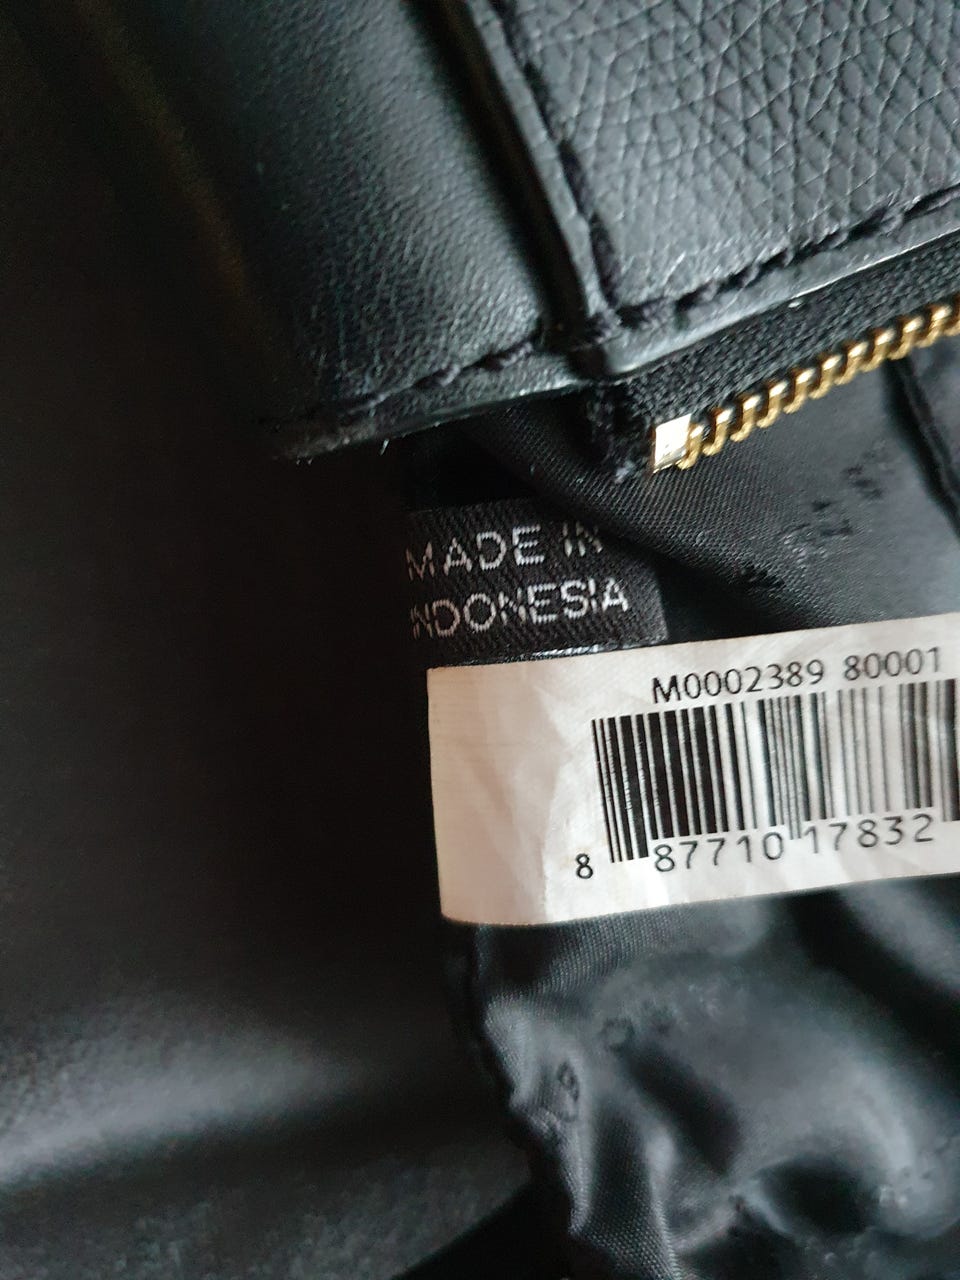 MADE IN
INDONESIA
M0002389 80001
8 87710 17832